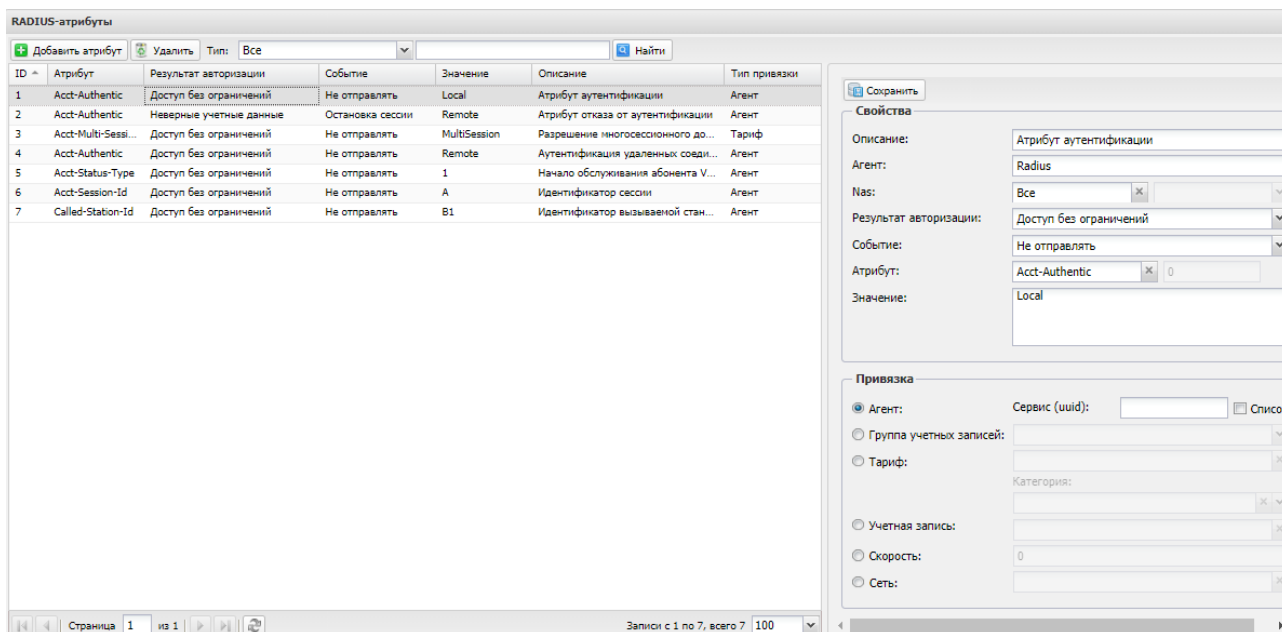 RADIUS-атрибуты
Добавить атрибут Удалить Тип: Все Найти
ID Атрибут Результат авторизации Событие Значение Описание Тип привязки
1 Acct-Authentic Доступ без ограничений Не отправлять Local Атрибут аутентификации Агент
2 Acct-Authentic Неверные учетные данные Остановка сессии Remote Атрибут отказа от аутентификации Агент
3 Acct-Multi-Sessi... Доступ без ограничений Не отправлять MultiSession Разрешение многосессионного до... Тариф
4 Acct-Authentic Доступ без ограничений Не отправлять Remote Аутентификация удаленных соеди... Агент
5 Acct-Status-Type Доступ без ограничений Не отправлять 1 Начало обслуживания абонента V... Агент
6 Acct-Session-Id Доступ без ограничений Не отправлять A Идентификатор сессии Агент
7 Called-Station-Id Доступ без ограничений Не отправлять B1 Идентификатор вызываемой стан... Агент
Страница 1 из 1 Записи с 1 по 7, всего 7 100
Сохранить
Свойства
Описание: Атрибут аутентификации
Агент: Radius
Nas: Все
Результат авторизации: Доступ без ограничений
Событие: Не отправлять
Атрибут: Acct-Authentic 0
Значение: Local
Привязка
Агент: Сервис (uuid): Списо
Группа учетных записей:
Тариф:
Категория:
Учетная запись:
Скорость: 0
Сеть: